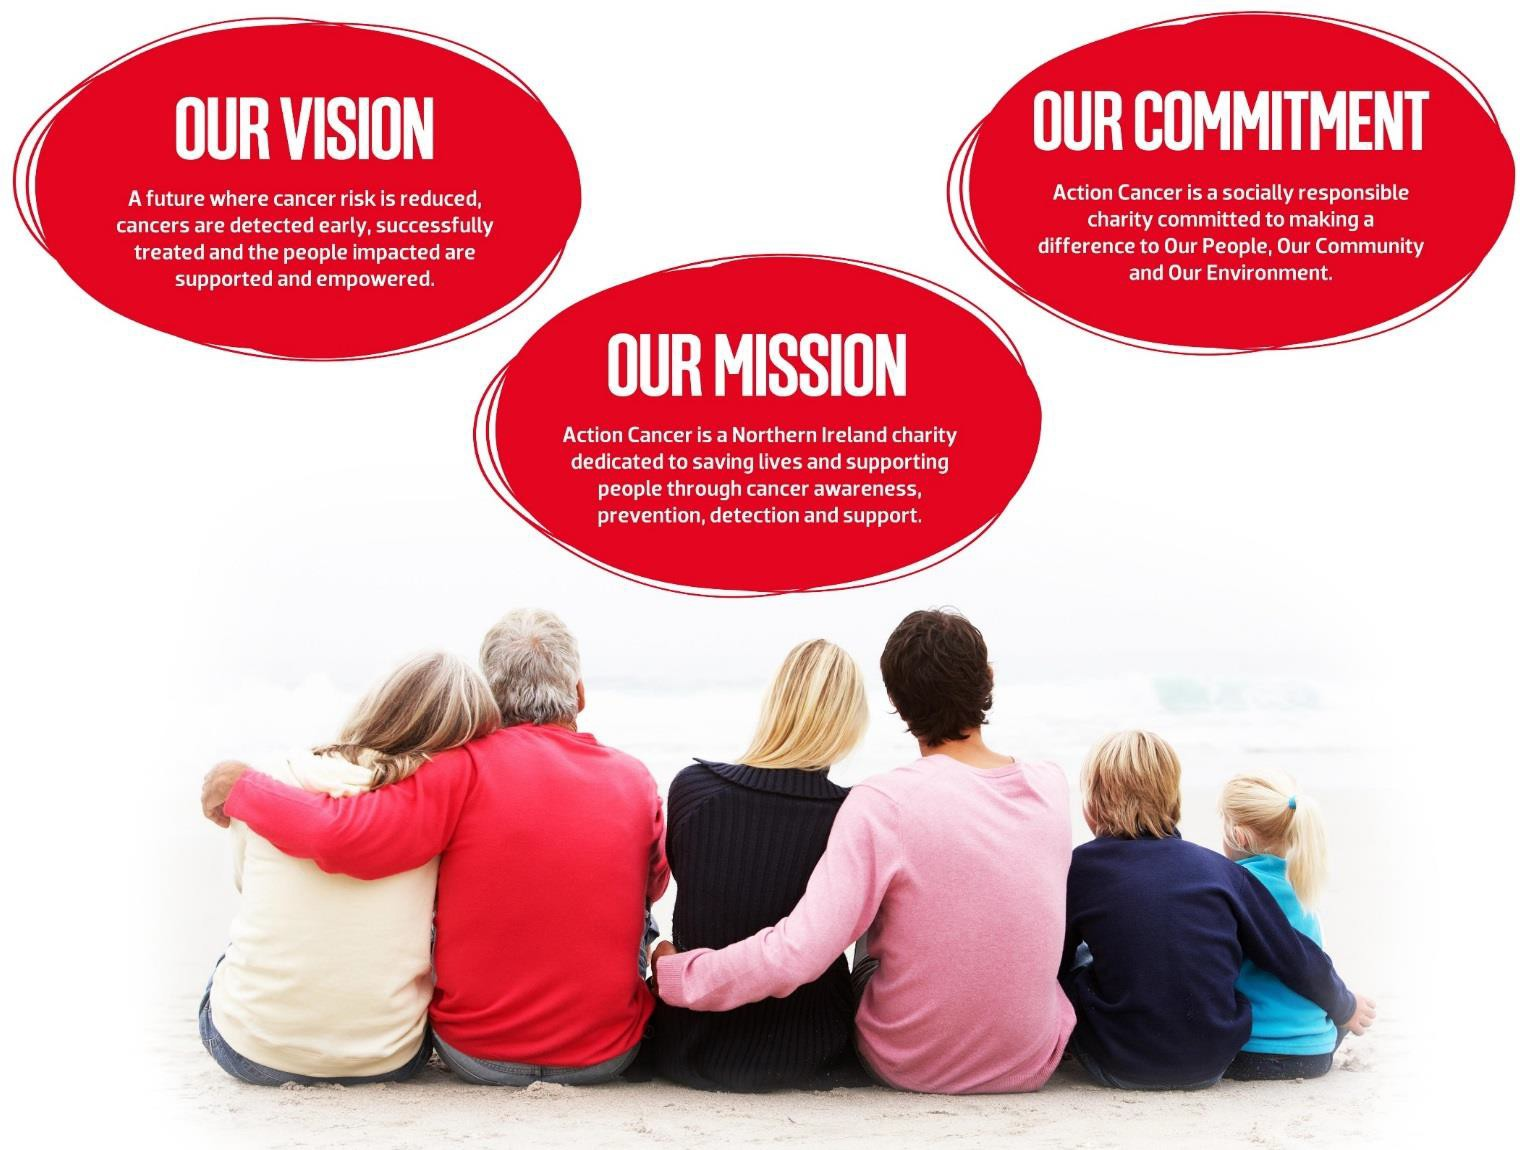 OUR VISION
A future where cancer risk is reduced,
cancers are detected early, successfully
treated and the people impacted are
supported and empowered.
OUR COMMITMENT
Action Cancer is a socially responsible
charity committed to making a
difference to Our People, Our Community
and Our Environment.
OUR MISSION
Action Cancer is a Northern Ireland charity
dedicated to saving lives and supporting
people through cancer awareness,
prevention, detection and support.